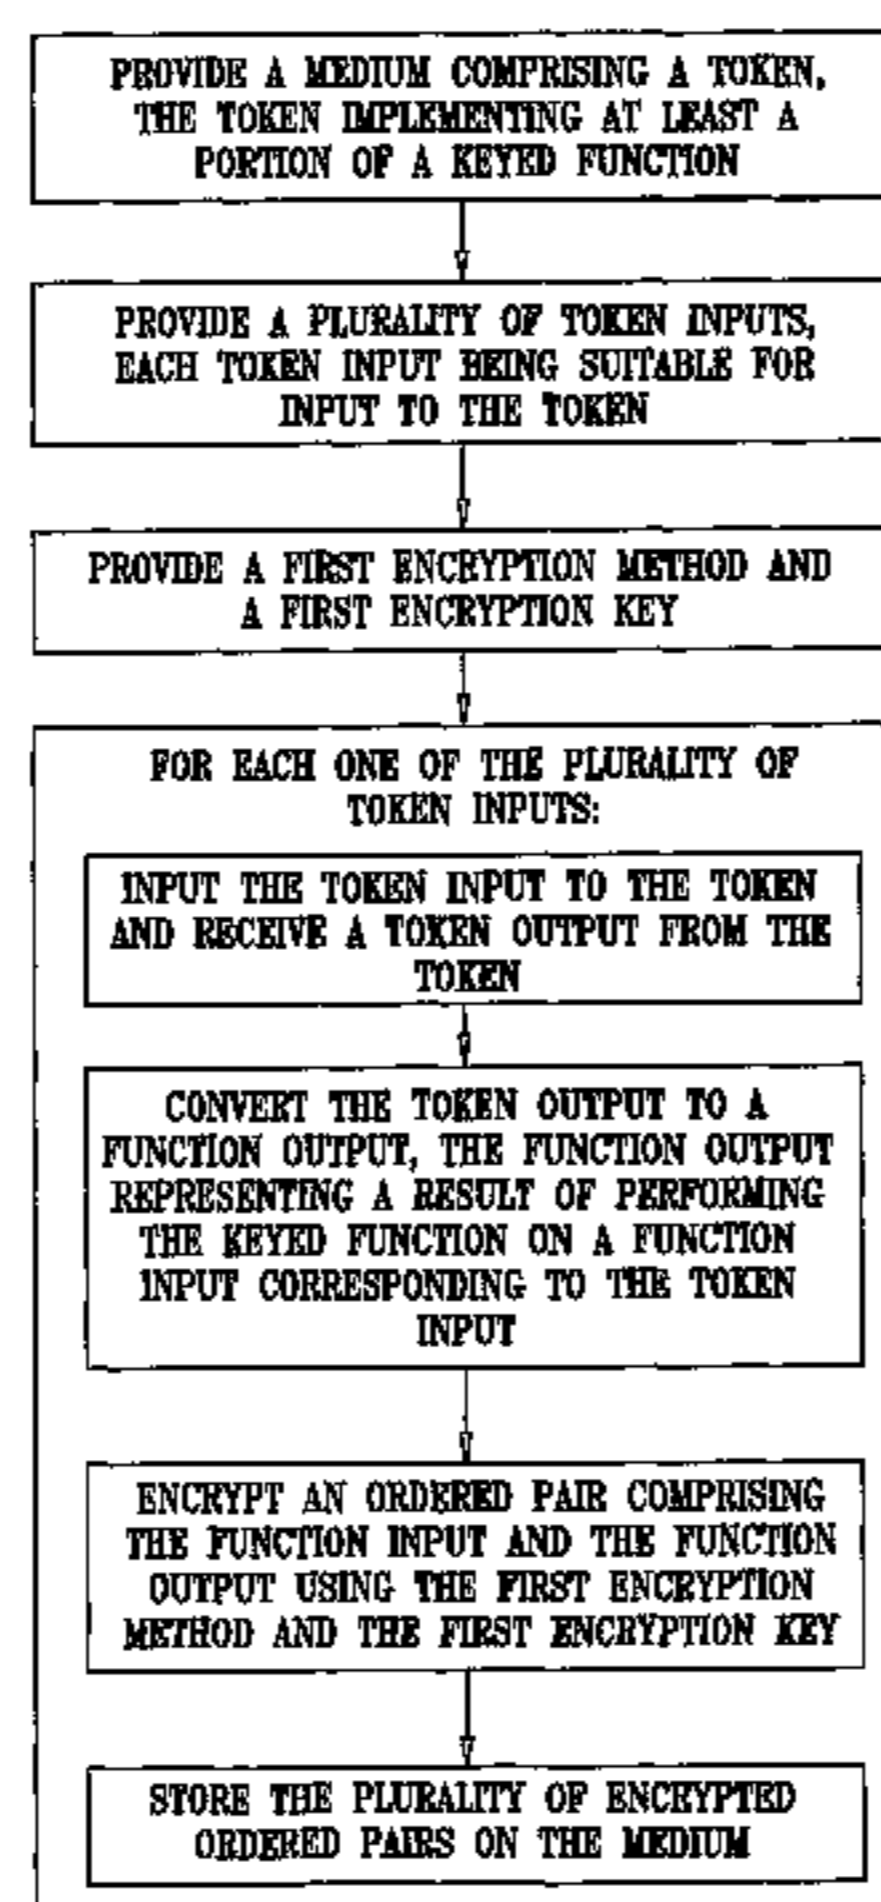 PROVIDE A MEDIUM COMPRISING A TOKEN,
THE TOKEN IMPLEMENTING AT LEAST A
PORTION OF A KEYED FUNCTION
PROVIDE A PLURALITY OF TOKEN INPUTS,
EACH TOKEN INPUT BEING SUITABLE FOR
INPUT TO THE TOKEN
PROVIDE A FIRST ENCRYPTION METHOD AND
A FIRST ENCRYPTION KEY
FOR EACH ONE OF THE PLURALITY OF
TOKEN INPUTS:
INPUT THE TOKEN INPUT TO THE TOKEN
AND RECEIVE A TOKEN OUTPUT FROM THE
TOKEN
CONVERT THE TOKEN OUTPUT TO A
FUNCTION OUTPUT, THE FUNCTION OUTPUT
REPRESENTING A RESULT OF PERFORMING
THE KEYED FUNCTION ON A FUNCTION
INPUT CORRESPONDING TO THE TOKEN
INPUT
ENCRYPT AN ORDERED PAIR COMPRISING
THE FUNCTION INPUT AND THE FUNCTION
OUTPUT USING THE FIRST ENCRYPTION
METHOD AND THE FIRST ENCRYPTION KEY
STORE THE PLURALITY OF ENCRYPTED
ORDERED PAIRS ON THE MEDIUM